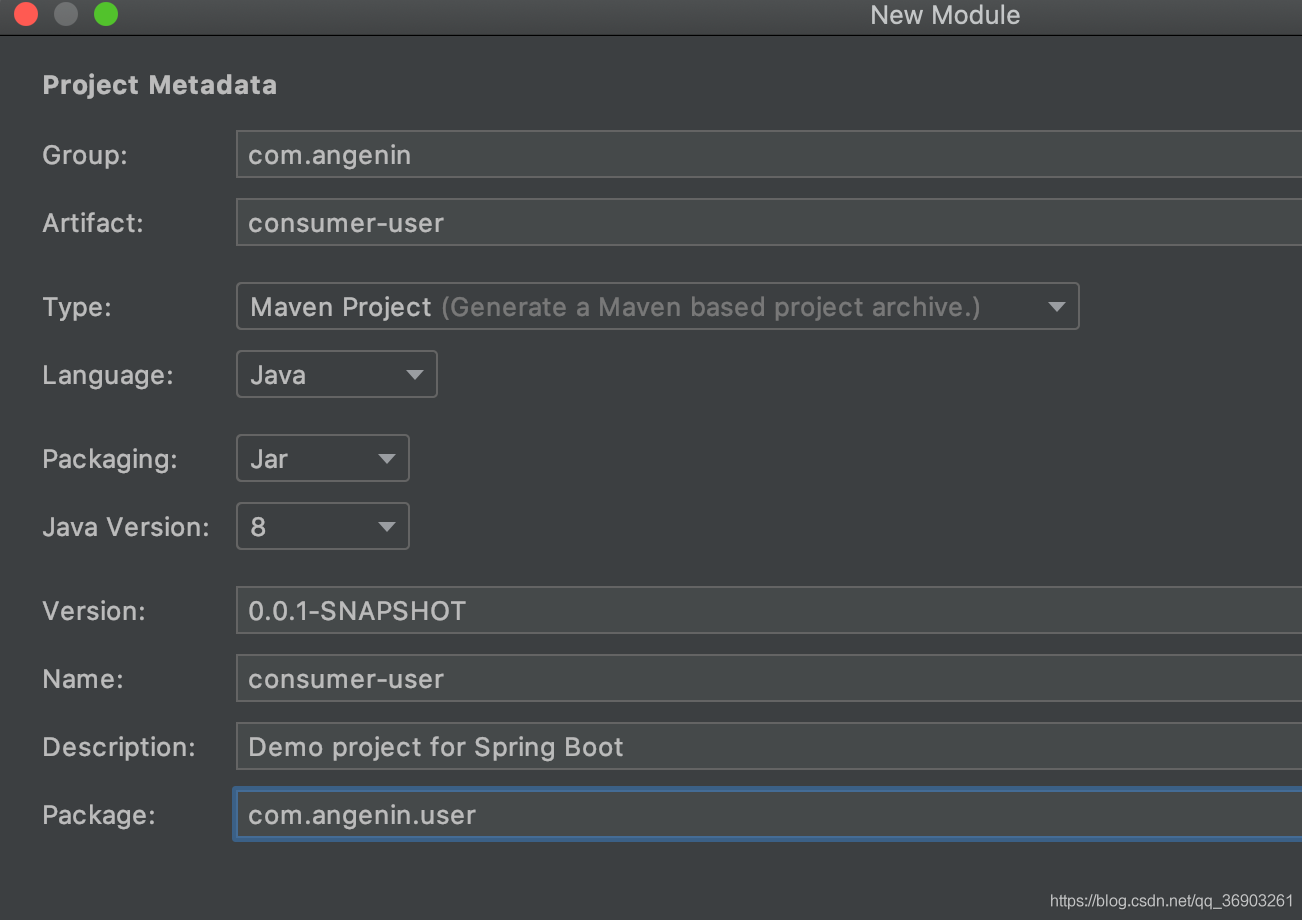 New Module
Project Metadata
Group: com.angenin
Artifact: consumer-user
Type: Maven Project (Generate a Maven based project archive.)
Language: Java
Packaging: Jar
Java Version: 8
Version: 0.0.1-SNAPSHOT
Name: consumer-user
Description: Demo project for Spring Boot
Package: com.angenin.user
https://blog.csdn.net/qq_36903261